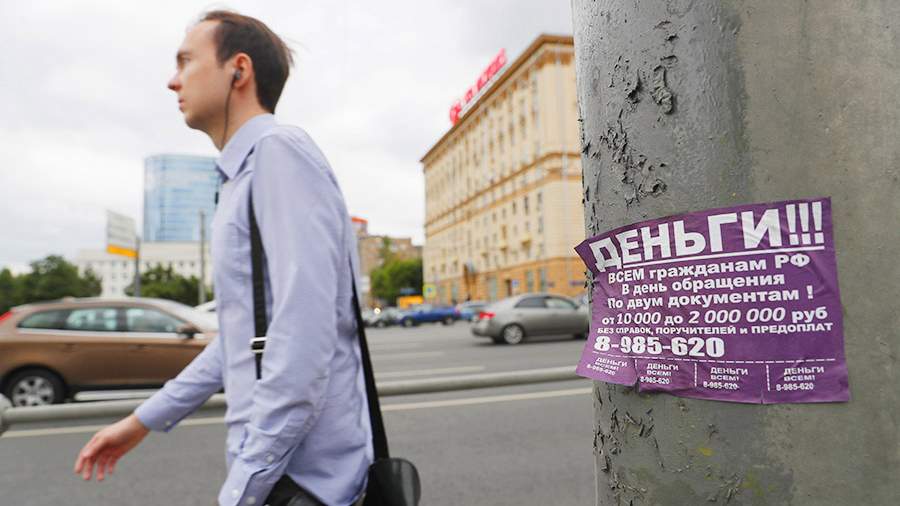 ДЕНЬГИ!!!
ВСЕМ гражданам РФ
В день обращения
По двум документам !
от 10 000 до 2 000 000 руб
БЕЗ СПРАВОК, ПОРУЧИТЕЛЕЙ И ПРЕДОПЛАТ
8-985-620
ДЕНЬГИ ВСЕМ! 8-985-620-
ДЕНЬГИ ВСЕМ! 8-985-620
ДЕНЬГИ ВСЕМ! 8-985-620-
ДЕНЬГИ ВСЕМ! 8-985-620-